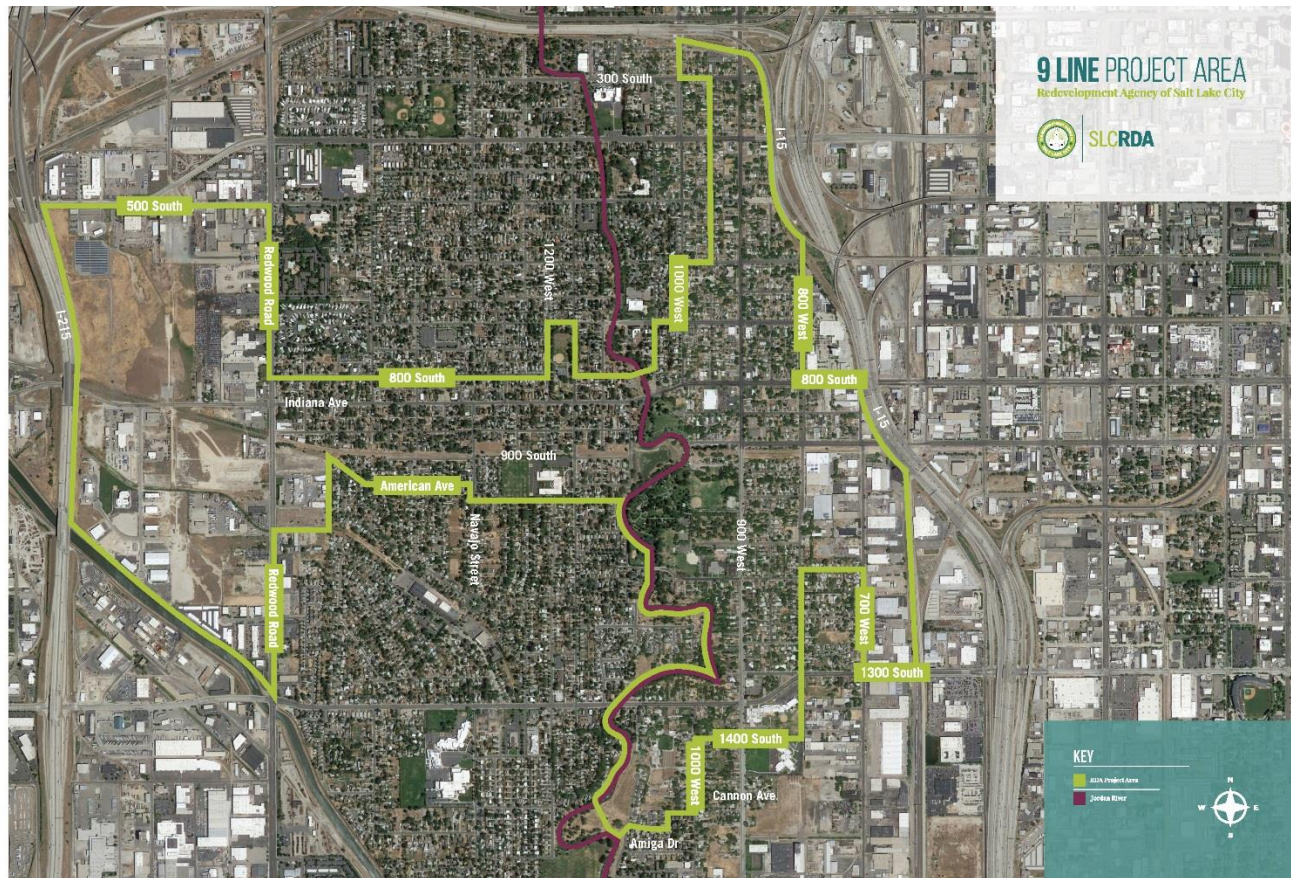 9 LINE PROJECT AREA
Redevelopment Agency of Salt Lake City
SLCRDA
300 South
I-15
500 South
Redwood Road
1200 West
1000 West
800 West
I-215
800 South
800 South
Indiana Ave
I-15
900 South
American Ave
Navajo Street
900 West
Redwood Road
700 West
1300 South
1400 South
1000 West
Cannon Ave.
Amiga Dr
KEY
RDA Project Area
Jordan River
N
W
E
S